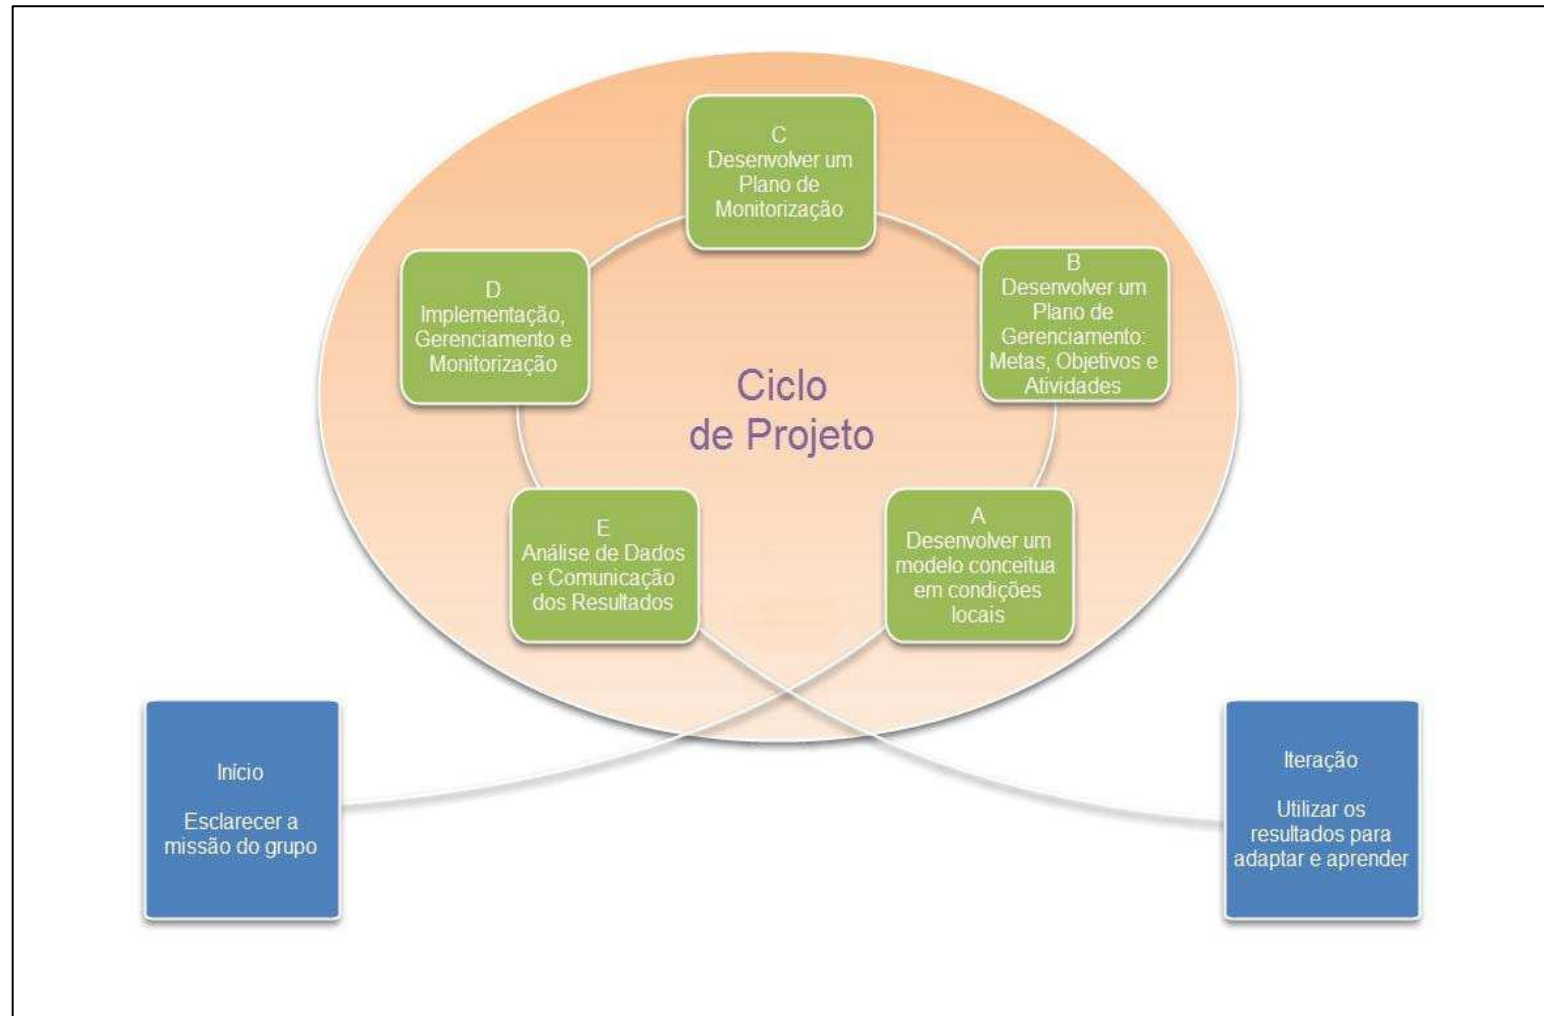 C
Desenvolver um
Plano de
Monitorização
B
Desenvolver um
Plano de
Gerenciamento:
Metas, Objetivos e
Atividades
D
Implementação,
Gerenciamento e
Monitorização
Ciclo
de Projeto
E
Análise de Dados
e Comunicação
dos Resultados
A
Desenvolver um
modelo conceitua
em condições
locais
Início
Esclarecer a
missão do grupo
Iteração
Utilizar os
resultados para
adaptar e aprender